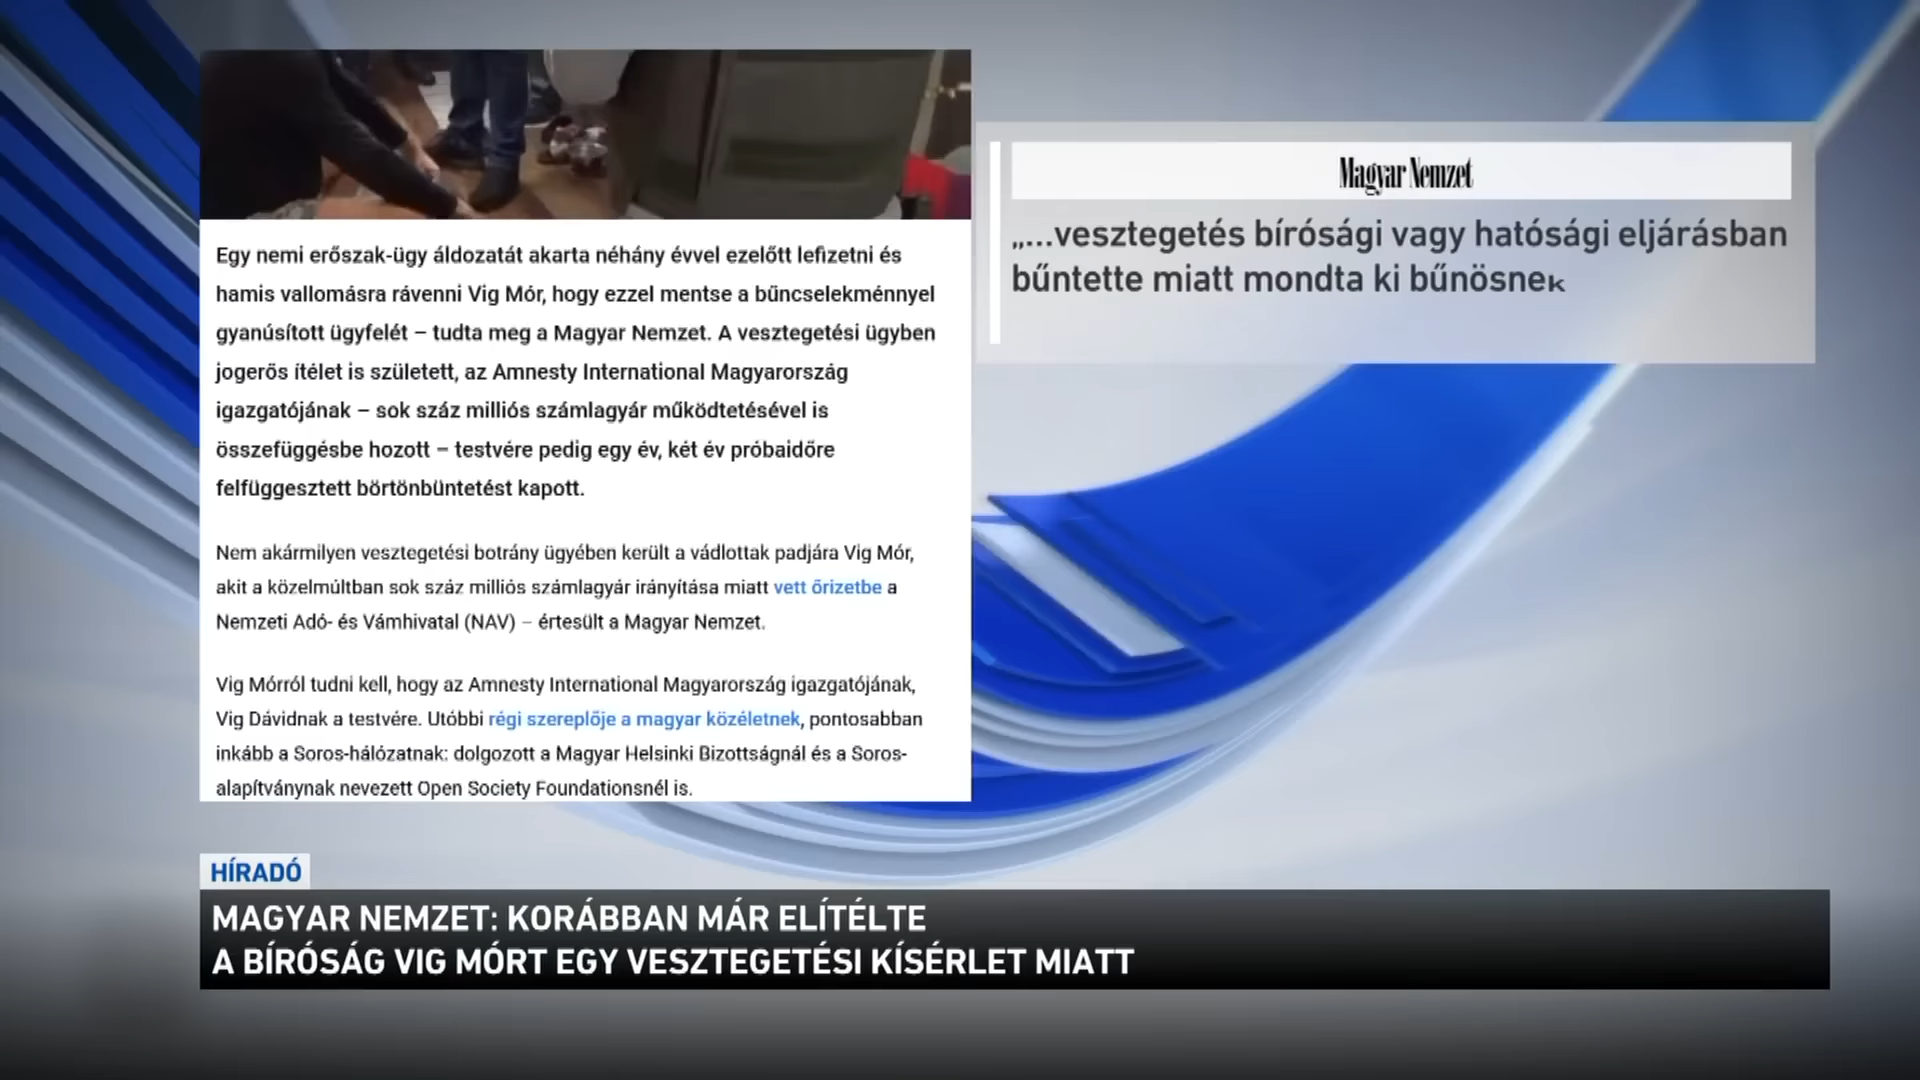 Egy nemi erőszak-ügy áldozatát akarta néhány évvel ezelőtt lefizetni és
hamis vallomásra rávenni Vig Mór, hogy ezzel mentse a bűncselekménnyel
gyanúsított ügyfelét – tudta meg a Magyar Nemzet. A vesztegetési ügyben
jogerős ítélet is született, az Amnesty International Magyarország
igazgatójának – sok száz milliós számlagyár működtetésével is
összefüggésbe hozott – testvére pedig egy év, két év próbaidőre
felfüggesztett börtönbüntetést kapott.
Nem akármilyen vesztegetési botrány ügyében került a vádlottak padjára Vig Mór,
akit a közelmúltban sok száz milliós számlagyár irányítása miatt vett őrizetbe a
Nemzeti Adó- és Vámhivatal (NAV) – értesült a Magyar Nemzet.
Vig Mórról tudni kell, hogy az Amnesty International Magyarország igazgatójának,
Vig Dávidnak a testvére. Utóbbi régi szereplője a magyar közéletnek, pontosabban
inkább a Soros-hálózatnak: dolgozott a Magyar Helsinki Bizottságnál és a Soros-
alapítványnak nevezett Open Society Foundationsnél is.
Magyar Nemzet
„...vesztegetés bírósági vagy hatósági eljárásban
bűntette miatt mondta ki bűnösnek
HÍRADÓ
MAGYAR NEMZET: KORÁBBAN MÁR ELÍTÉLTE
A BÍRÓSÁG VIG MÓRT EGY VESZTEGETÉSI KÍSÉRLET MIATT